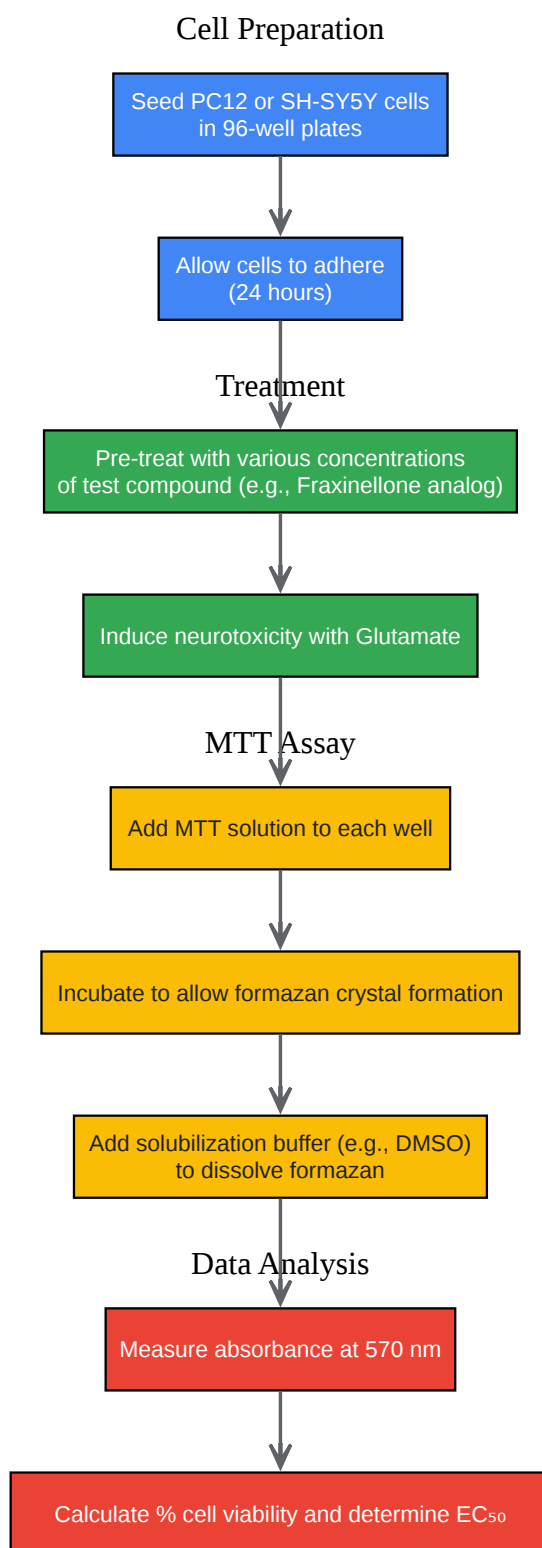 Cell Preparation
Seed PC12 or SH-SY5Y cells
in 96-well plates
Allow cells to adhere
(24 hours)
Treatment
Pre-treat with various concentrations
of test compound (e.g., Fraxinellone analog)
Induce neurotoxicity with Glutamate
MTT Assay
Add MTT solution to each well
Incubate to allow formazan crystal formation
Add solubilization buffer (e.g., DMSO)
to dissolve formazan
Data Analysis
Measure absorbance at 570 nm
Calculate % cell viability and determine EC₅₀